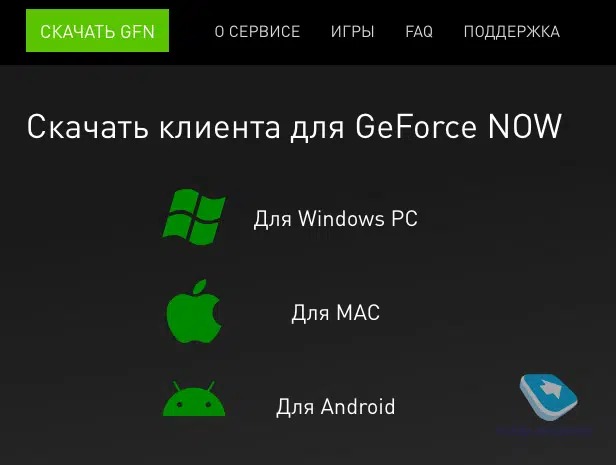 СКАЧАТЬ GFN О СЕРВИСЕ ИГРЫ FAQ ПОДДЕРЖКА
Скачать клиента для GeForce NOW
Для Windows PC
Для MAC
Для Android